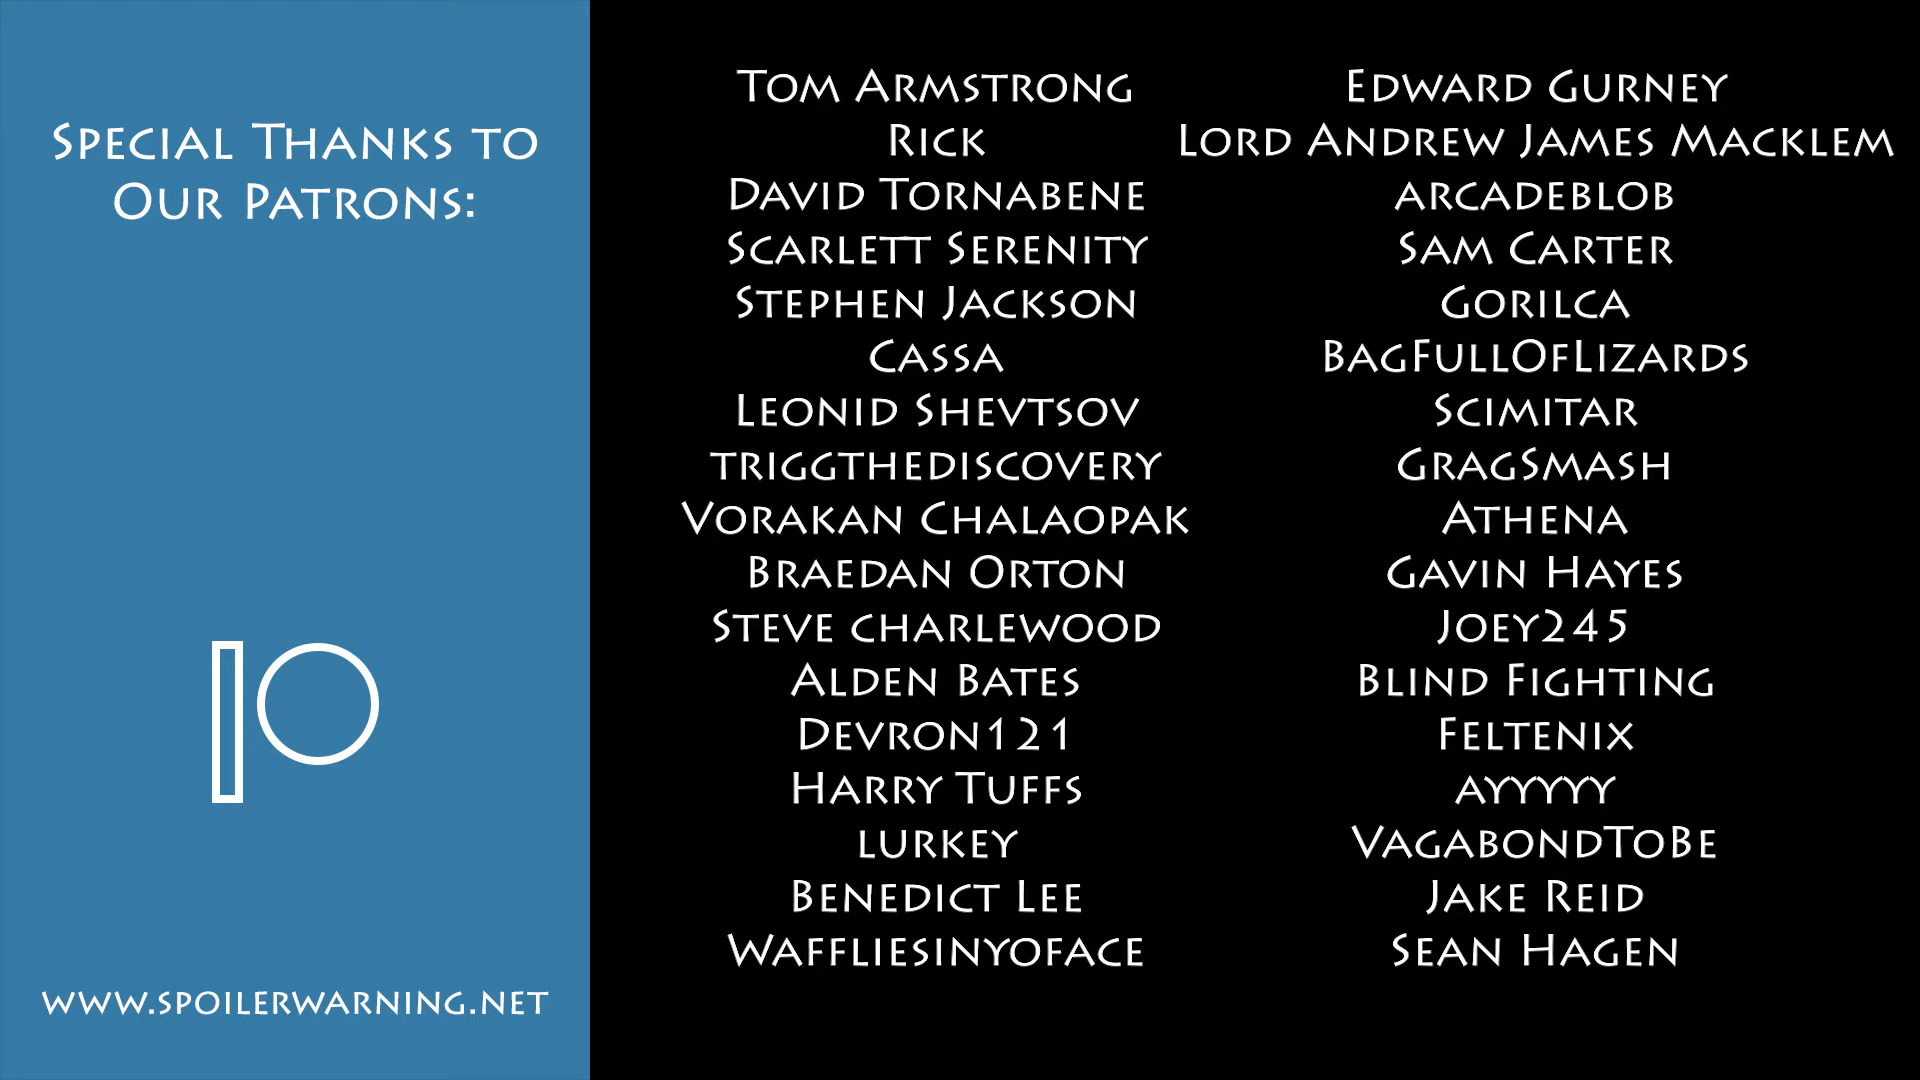 Special Thanks to
Our Patrons:
www.spoilerwarning.net
Tom Armstrong
Rick
David Tornabene
Scarlett Serenity
Stephen Jackson
Cassa
Leonid Shevtsov
triggthediscovery
Vorakan Chalaopak
Braedan Orton
Steve charlewood
Alden Bates
Devron121
Harry Tuffs
lurkey
Benedict Lee
Waffliesinyoface
Edward Gurney
Lord Andrew James Macklem
arcadeblob
Sam Carter
Gorilca
BagFullOfLizards
Scimitar
GragSmash
Athena
Gavin Hayes
Joey245
Blind Fighting
Feltenix
ayyyyy
VagabondToBe
Jake Reid
Sean Hagen